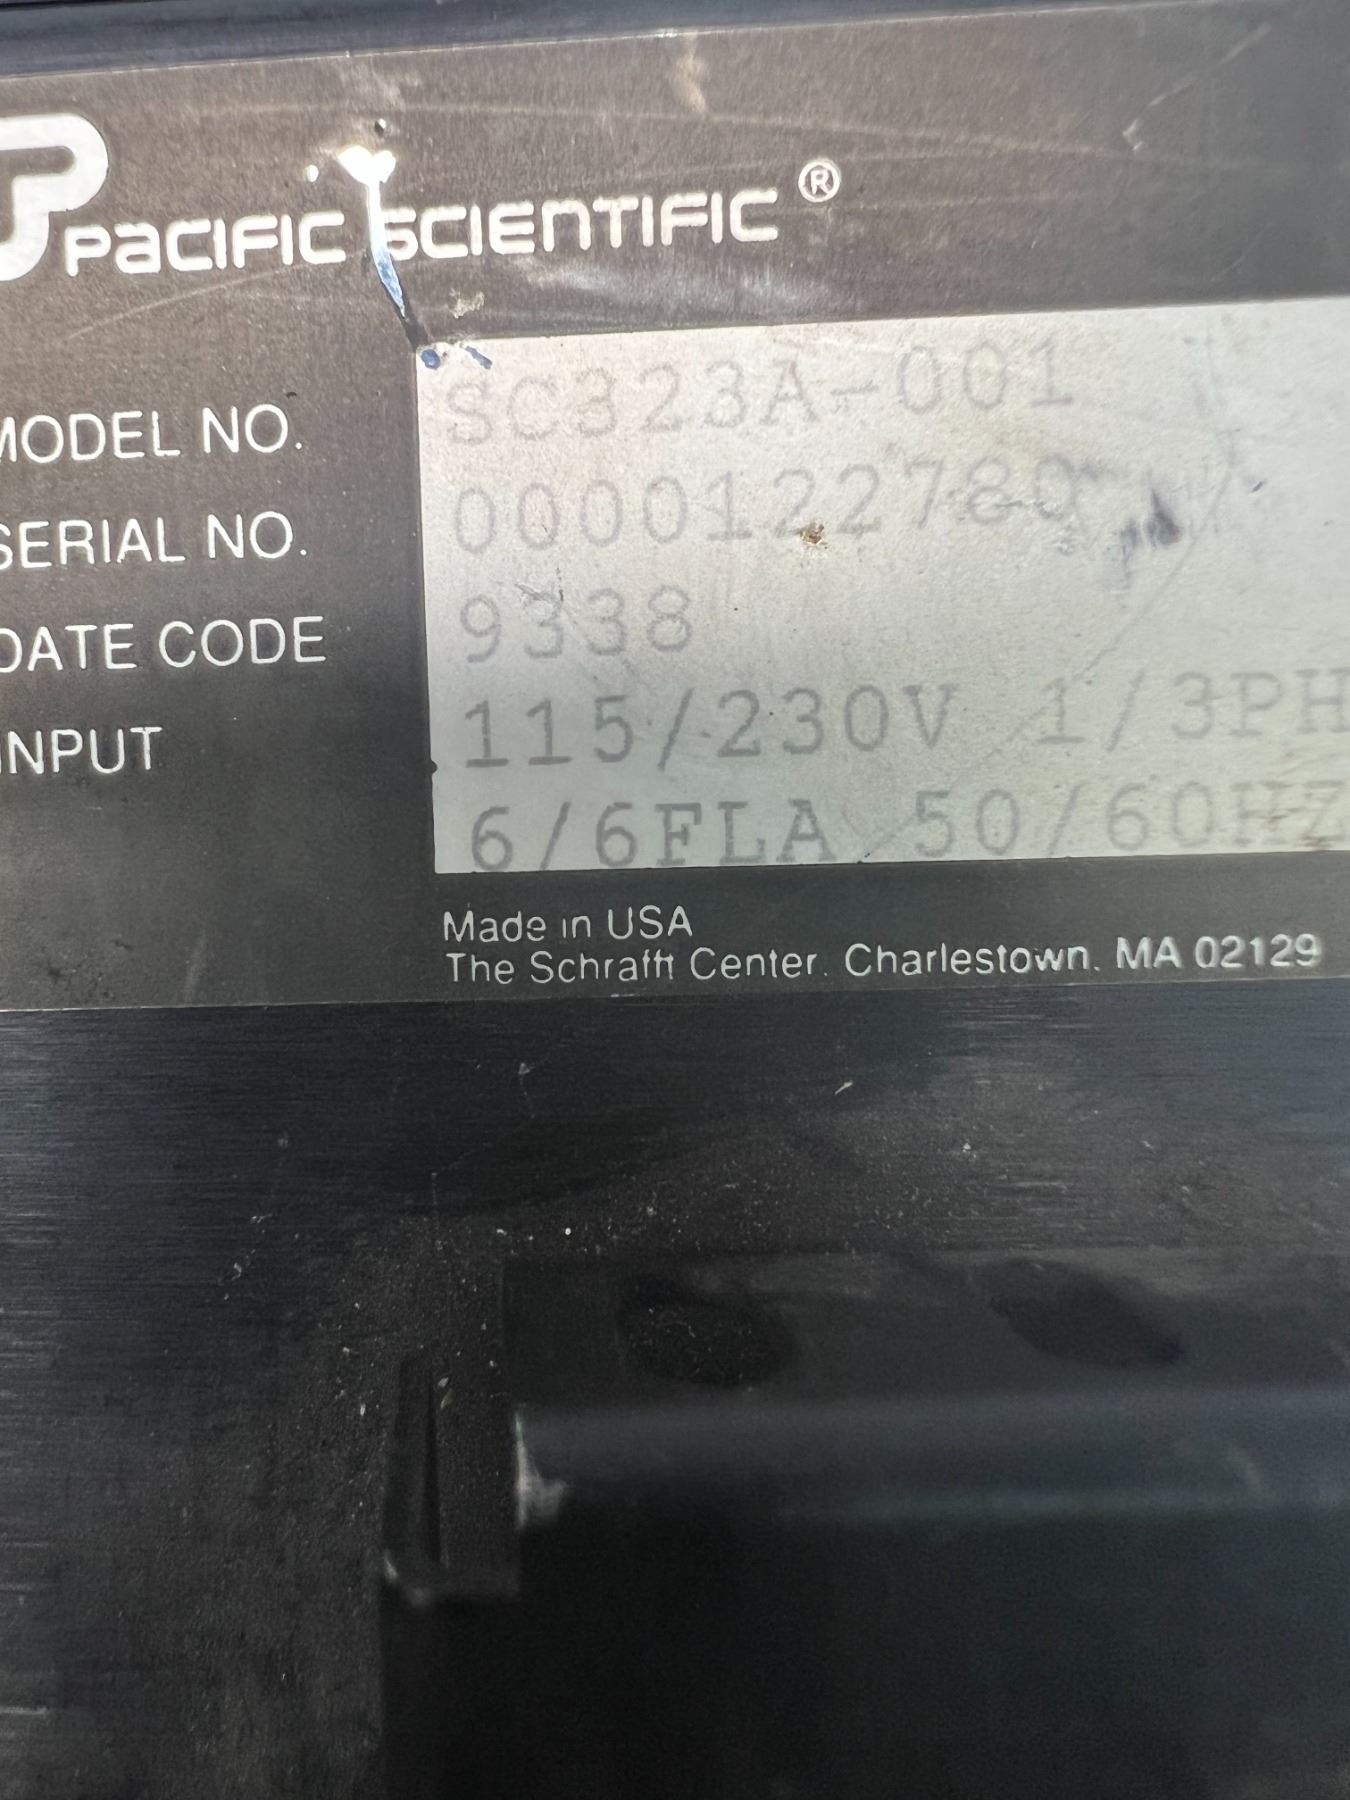 PACIFIC SCIENTIFIC®
MODEL NO. SC323A-001
SERIAL NO. 0000122780
DATE CODE 9338
INPUT 115/230V 1/3PH
6/6FLA 50/60HZ
Made in USA
The Schrafft Center, Charlestown, MA 02129